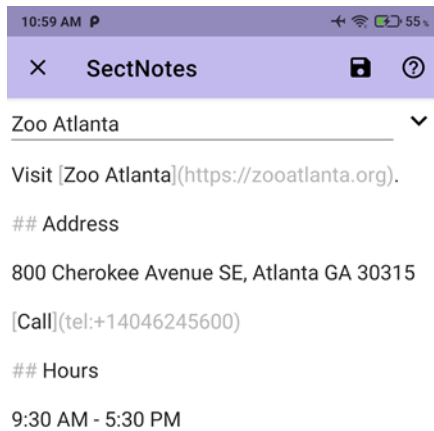 10:59 AM P 55%
SectNotes
Zoo Atlanta
Visit [Zoo Atlanta](https://zooatlanta.org).
## Address
800 Cherokee Avenue SE, Atlanta GA 30315
[Call](tel:+14046245600)
## Hours
9:30 AM - 5:30 PM